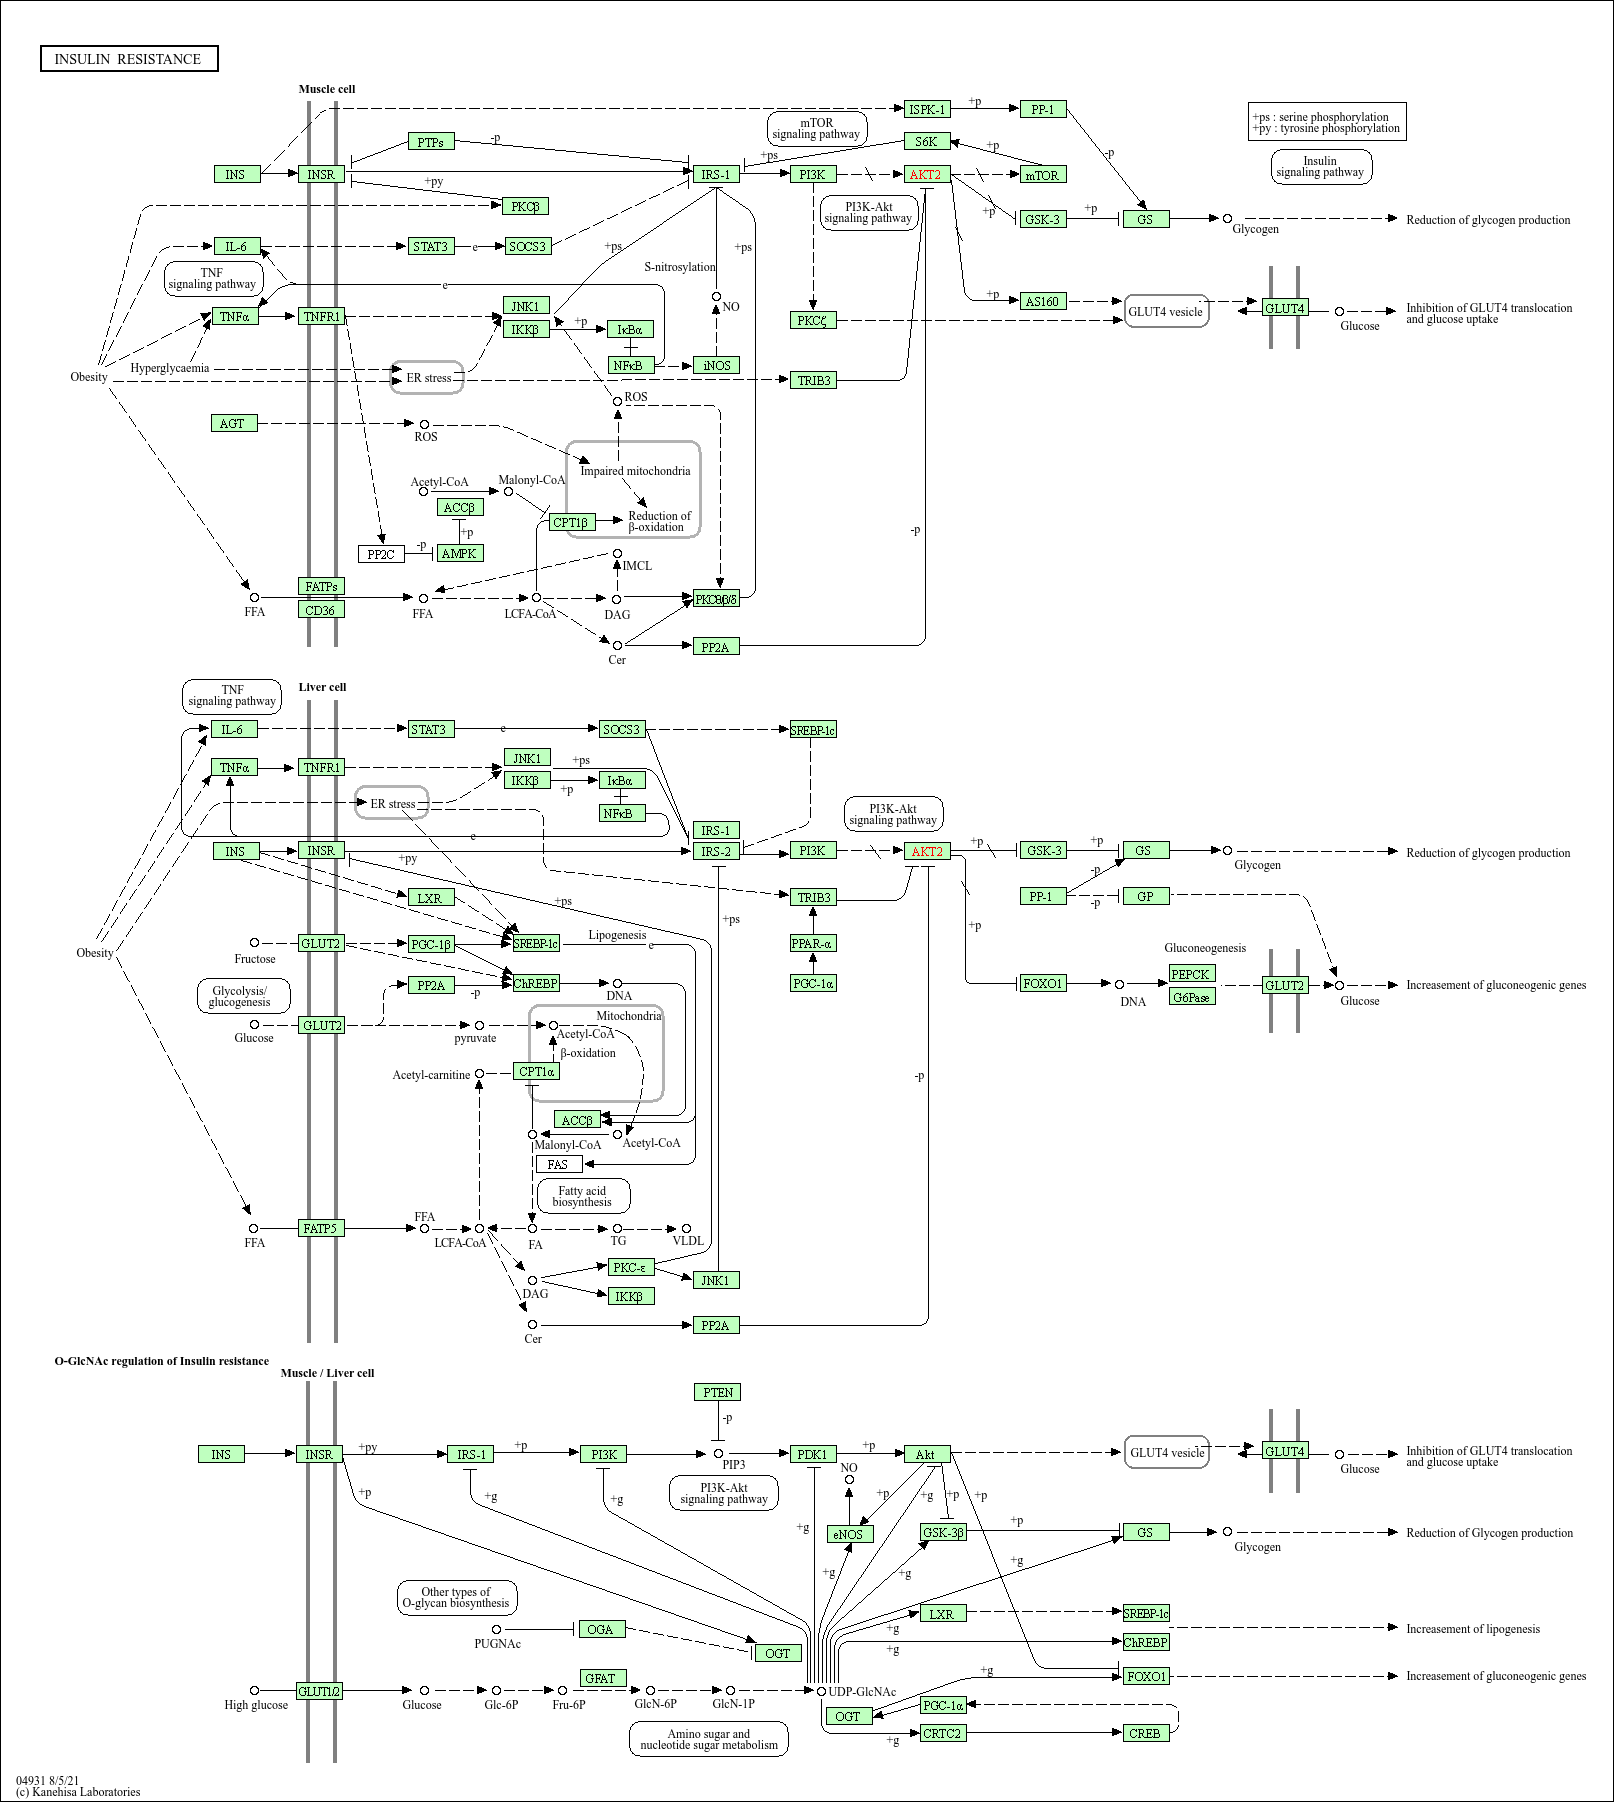 INSULIN RESISTANCE
Muscle cell
ISPK-1
+p
PP-1
+ps : serine phosphorylation
+py : tyrosine phosphorylation
mTOR
signaling pathway
PTPs
-p
S6K
+p
-p
+ps
Insulin
signaling pathway
INS
INSR
IRS-1
PI3K
AKT2
mTOR
+py
PKCβ
PI3K-Akt
signaling pathway
+p
GSK-3
+p
GS
Glycogen
Reduction of glycogen production
IL-6
STAT3
e
SOCS3
+ps
+ps
TNF
signaling pathway
S-nitrosylation
e
NO
+p
AS160
GLUT4 vesicle
GLUT4
Glucose
Inhibition of GLUT4 translocation
and glucose uptake
TNFα
TNFR1
JNK1
IKKβ
+p
IκBα
PKCζ
Hyperglycaemia
NFκB
iNOS
Obesity
ER stress
TRIB3
ROS
AGT
ROS
Impaired mitochondria
Acetyl-CoA
Malonyl-CoA
ACCβ
CPT1β
Reduction of
β-oxidation
+p
-p
-p
PP2C
AMPK
IMCL
FATPs
CD36
FFA
FFA
LCFA-CoA
DAG
PKCθ/β/δ
Cer
PP2A
TNF
signaling pathway
Liver cell
IL-6
STAT3
e
SOCS3
SREBP-1c
TNFα
TNFR1
JNK1
+ps
IKKβ
+p
IκBα
ER stress
NFκB
PI3K-Akt
signaling pathway
e
IRS-1
INS
INSR
+py
IRS-2
PI3K
AKT2
+p
GSK-3
+p
GS
Glycogen
Reduction of glycogen production
-p
LXR
+ps
+ps
TRIB3
+p
PP-1
-p
GP
Obesity
Fructose
GLUT2
PGC-1β
SREBP-1c
Lipogenesis
e
PPAR-α
Gluconeogenesis
Glycolysis/
glucogenesis
PP2A
-p
ChREBP
DNA
PGC-1α
FOXO1
DNA
PEPCK
G6Pase
GLUT2
Glucose
Increasement of gluconeogenic genes
Glucose
GLUT2
pyruvate
Mitochondria
Acetyl-CoA
β-oxidation
Acetyl-carnitine
CPT1α
-p
ACCβ
Malonyl-CoA
Acetyl-CoA
FAS
Fatty acid
biosynthesis
FFA
FATP5
FFA
LCFA-CoA
FA
TG
VLDL
PKC-ε
JNK1
DAG
IKKβ
Cer
PP2A
O-GlcNAc regulation of Insulin resistance
Muscle / Liver cell
PTEN
-p
INS
INSR
+py
IRS-1
+p
PI3K
PIP3
PDK1
+p
Akt
GLUT4 vesicle
GLUT4
Glucose
Inhibition of GLUT4 translocation
and glucose uptake
NO
PI3K-Akt
signaling pathway
+p
+g
+g
+p
+g
+p
+p
+g
eNOS
GSK-3β
+p
GS
Glycogen
Reduction of Glycogen production
+g
+g
+g
Other types of
O-glycan biosynthesis
PUGNAc
OGA
OGT
LXR
SREBP-1c
+g
Increasement of lipogenesis
+g
ChREBP
GFAT
+g
FOXO1
Increasement of gluconeogenic genes
High glucose
GLUT1/2
Glucose
Glc-6P
Fru-6P
GlcN-6P
GlcN-1P
UDP-GlcNAc
OGT
PGC-1α
Amino sugar and
nucleotide sugar metabolism
+g
CRTC2
CREB
04931 8/5/21
(c) Kanehisa Laboratories